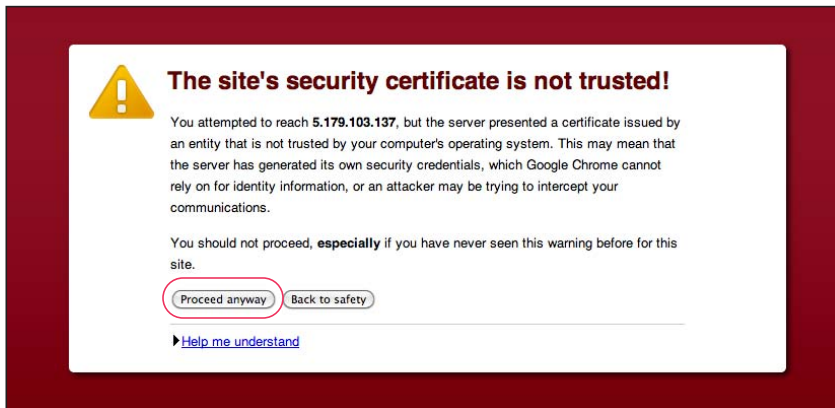 The site's security certificate is not trusted!
You attempted to reach 5.179.103.137, but the server presented a certificate issued by
an entity that is not trusted by your computer's operating system. This may mean that
the server has generated its own security credentials, which Google Chrome cannot
rely on for identity information, or an attacker may be trying to intercept your
communications.
You should not proceed, especially if you have never seen this warning before for this
site.
Proceed anyway Back to safety
Help me understand